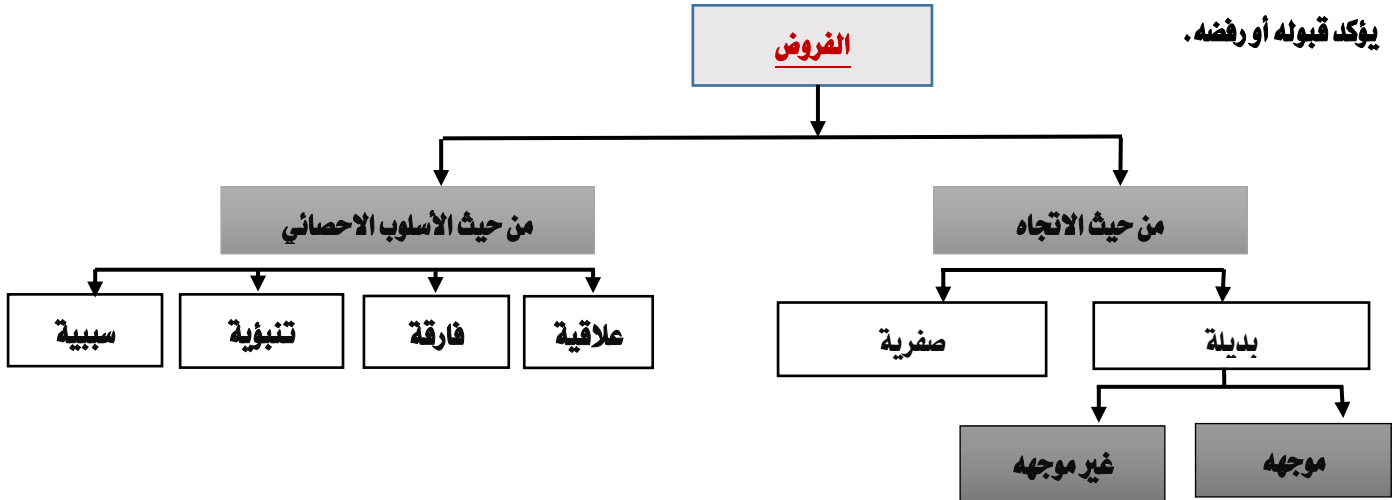 يؤكد قبوله أو رفضه.
الفروض
من حيث الاتجاه
من حيث الأسلوب الاحصائي
بديلة
صفرية
علاقية
فارقة
تنبؤية
سببية
موجهه
غير موجهه